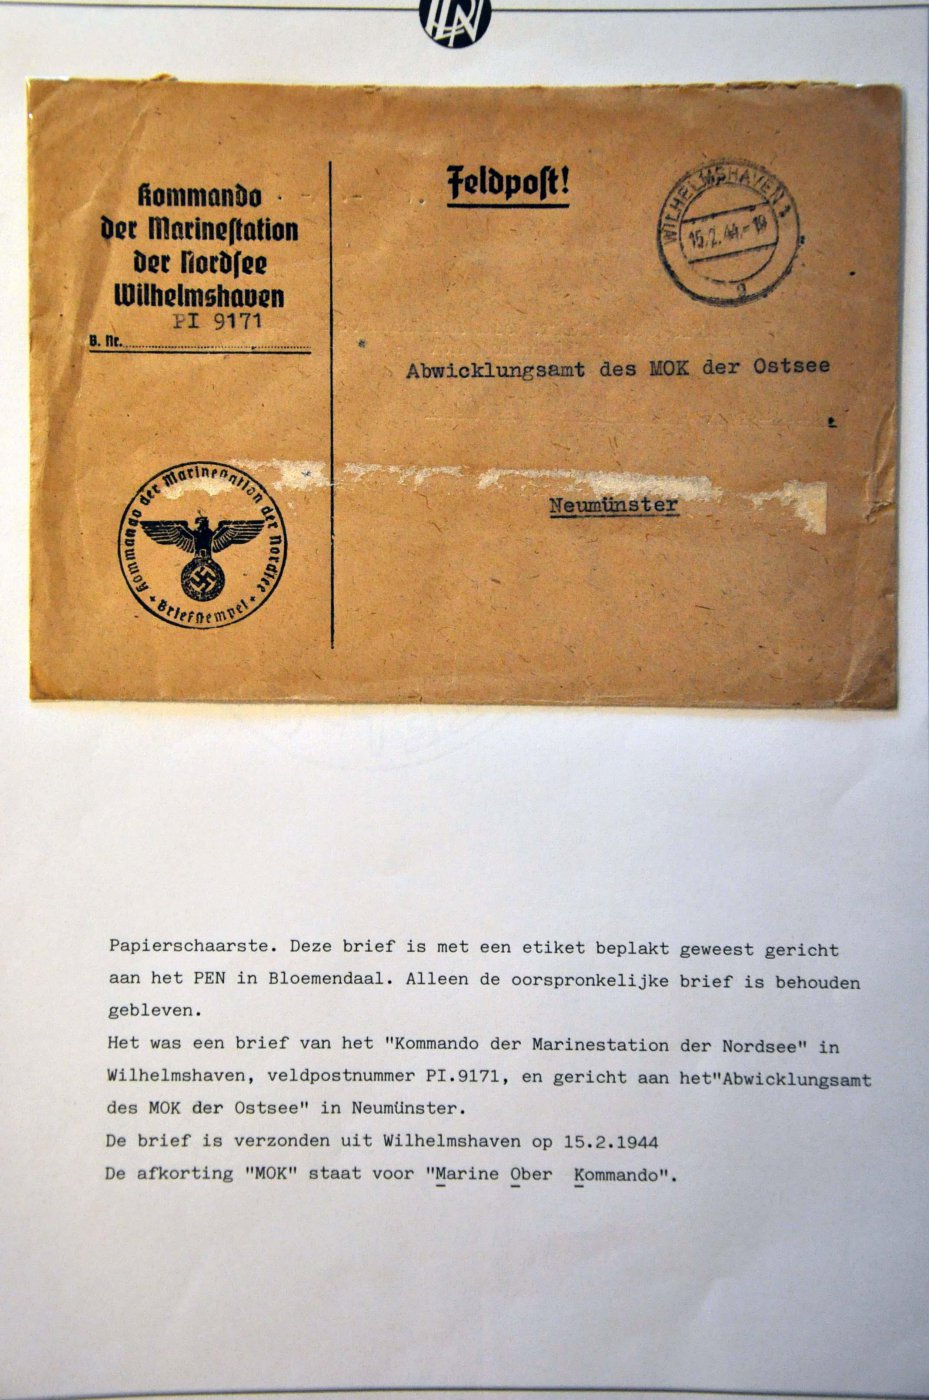 Kommando
der Marinestation
der Nordsee
Wilhelmshaven
PI 9171
B. Nr.
Feldpost!
WILHELMSHAVEN 1
15.2.44.-19
g
Abwicklungsamt des MOK der Ostsee
Neumünster
Kommando der Marinestation der Nordsee
Briefstempel
Papierschaarste. Deze brief is met een etiket beplakt geweest gericht
aan het PEN in Bloemendaal. Alleen de oorspronkelijke brief is behouden
gebleven.
Het was een brief van het "Kommando der Marinestation der Nordsee" in
Wilhelmshaven, veldpostnummer PI.9171, en gericht aan het"Abwicklungsamt
des MOK der Ostsee" in Neumünster.
De brief is verzonden uit Wilhelmshaven op 15.2.1944
De afkorting "MOK" staat voor "Marine Ober Kommando".